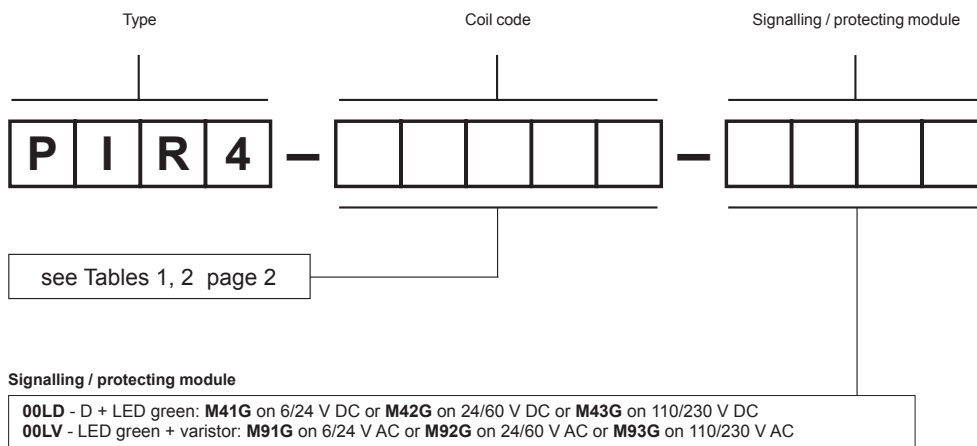 Type Coil code Signalling / protecting module
P I R 4 – –
see Tables 1, 2 page 2
Signalling / protecting module
00LD - D + LED green: M41G on 6/24 V DC or M42G on 24/60 V DC or M43G on 110/230 V DC
00LV - LED green + varistor: M91G on 6/24 V AC or M92G on 24/60 V AC or M93G on 110/230 V AC